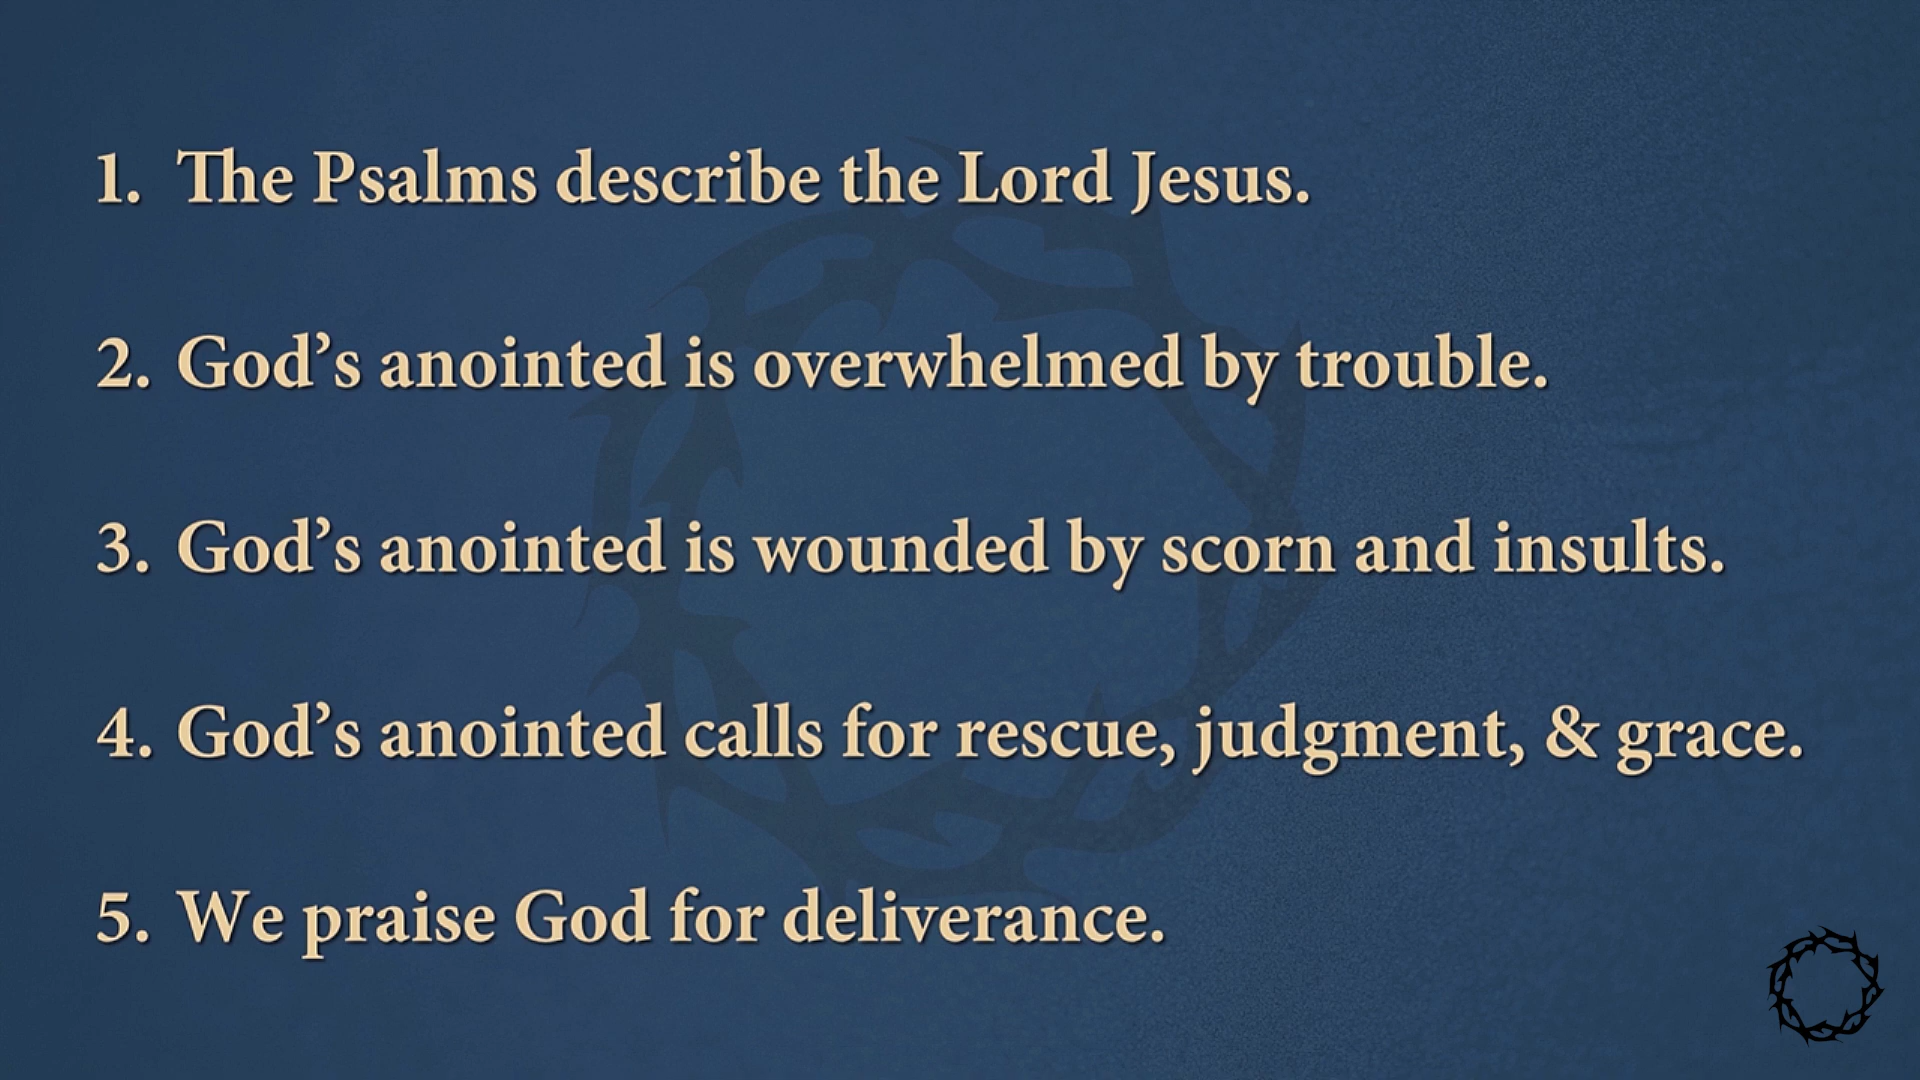 1. The Psalms describe the Lord Jesus.
2. God’s anointed is overwhelmed by trouble.
3. God’s anointed is wounded by scorn and insults.
4. God’s anointed calls for rescue, judgment, & grace.
5. We praise God for deliverance.